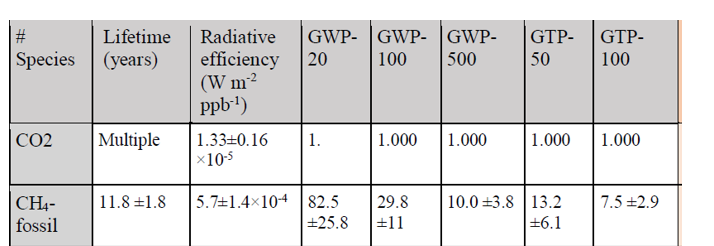 # Species Lifetime (years) Radiative efficiency (W m⁻² ppb⁻¹) GWP-20 GWP-100 GWP-500 GTP-50 GTP-100
CO2 Multiple 1.33±0.16 ×10⁻⁵ 1. 1.000 1.000 1.000 1.000
CH₄-fossil 11.8 ±1.8 5.7±1.4×10⁻⁴ 82.5 ±25.8 29.8 ±11 10.0 ±3.8 13.2 ±6.1 7.5 ±2.9